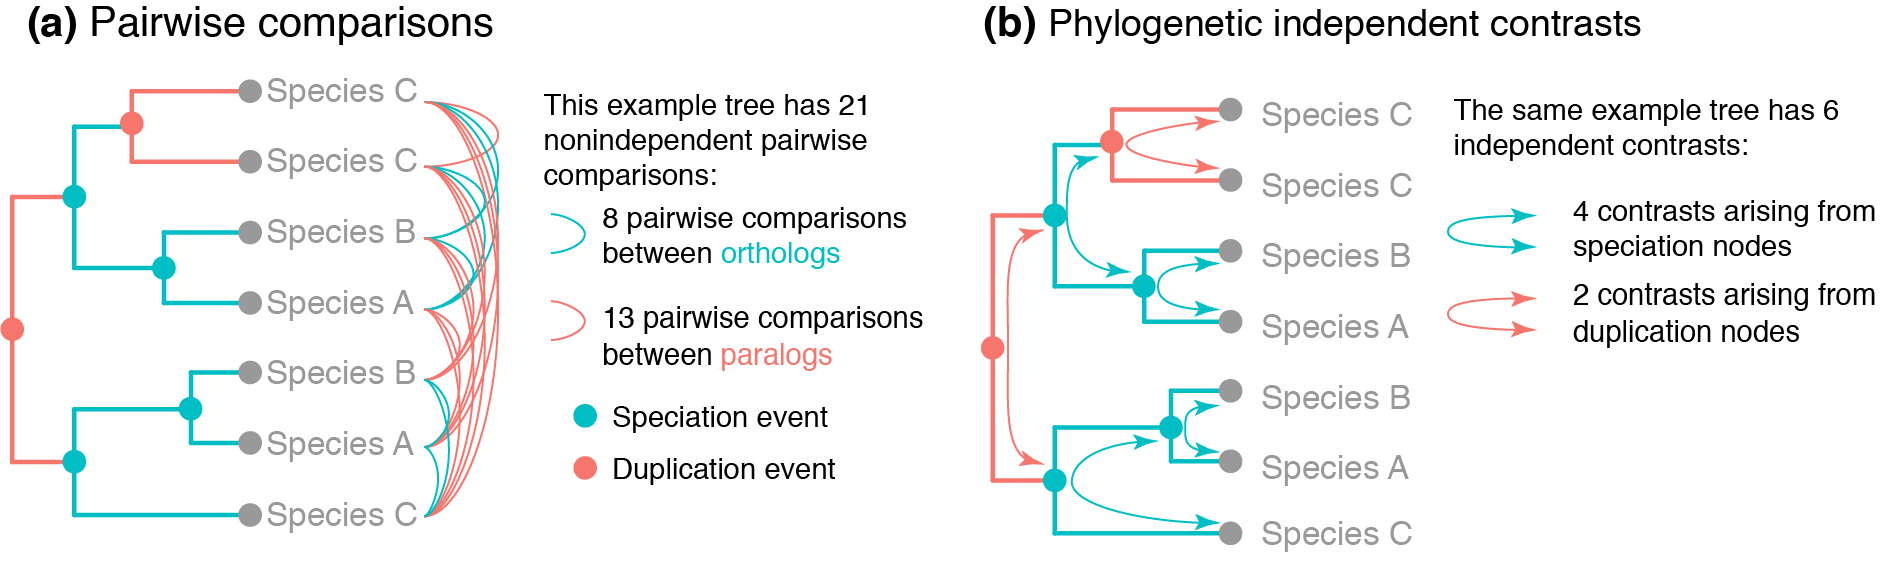 (a) Pairwise comparisons
Species C
Species C
Species B
Species A
Species B
Species A
Species C
This example tree has 21
nonindependent pairwise
comparisons:
8 pairwise comparisons
between orthologs
13 pairwise comparisons
between paralogs
Speciation event
Duplication event
(b) Phylogenetic independent contrasts
Species C
Species C
Species B
Species A
Species B
Species A
Species C
The same example tree has 6
independent contrasts:
4 contrasts arising from
speciation nodes
2 contrasts arising from
duplication nodes